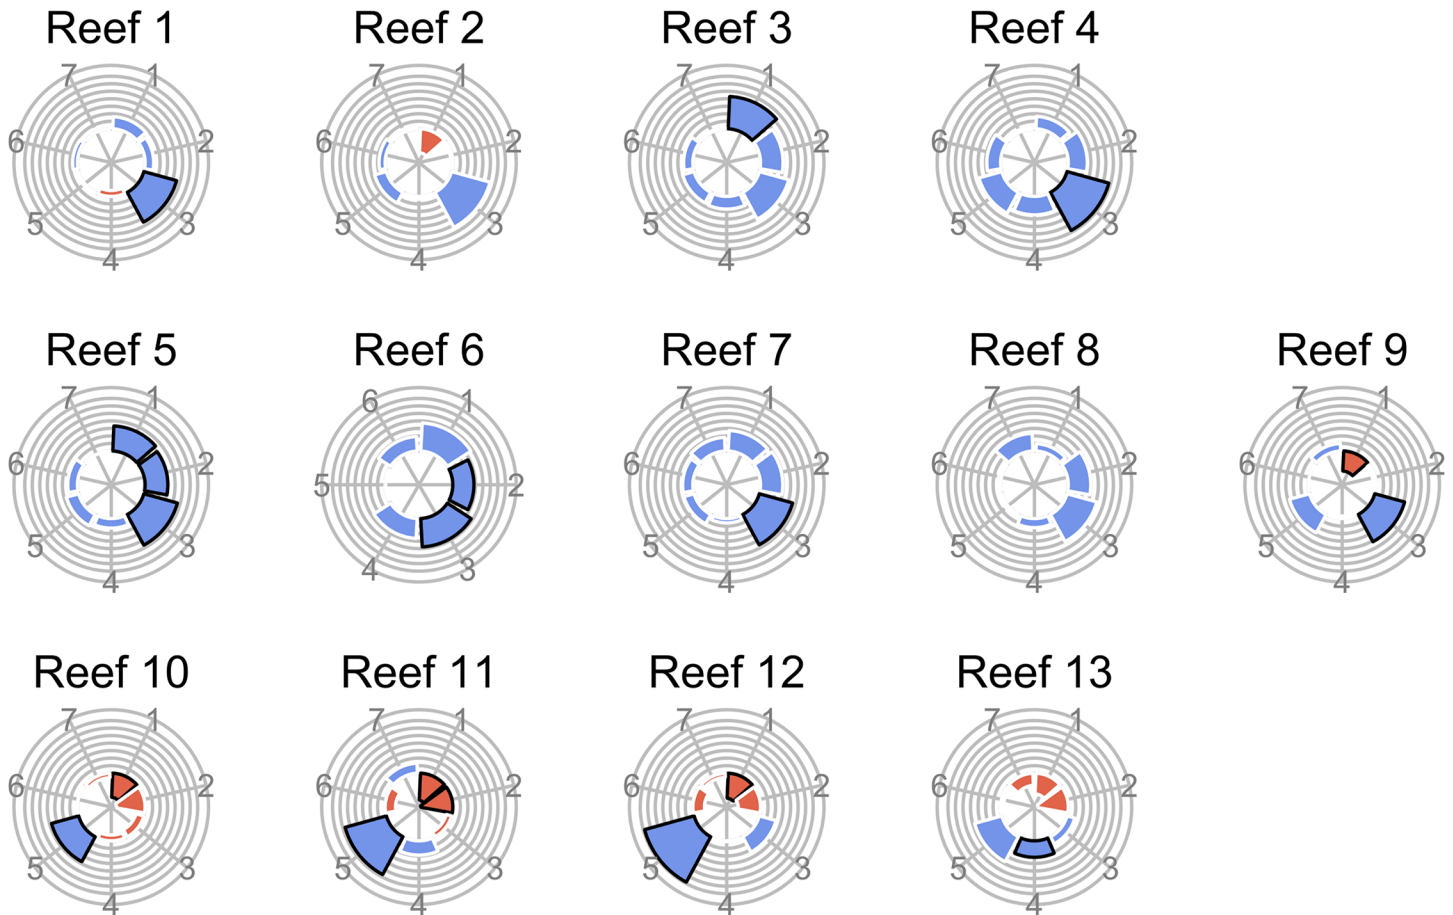 Reef 1 Reef 2 Reef 3 Reef 4
7 1 7 1 7 1 7 1
6 2 6 2 6 2 6 2
5 3 5 3 5 3 5 3
4 4 4 4
Reef 5 Reef 6 Reef 7 Reef 8 Reef 9
7 1 6 1 7 1 7 1 7 1
6 2 5 2 6 2 6 2 6 2
5 3 4 3 5 3 5 3 5 3
4 4 4 4
Reef 10 Reef 11 Reef 12 Reef 13
7 1 7 1 7 1 7 1
6 2 6 2 6 2 6 2
5 3 5 3 5 3 5 3
4 4 4 4